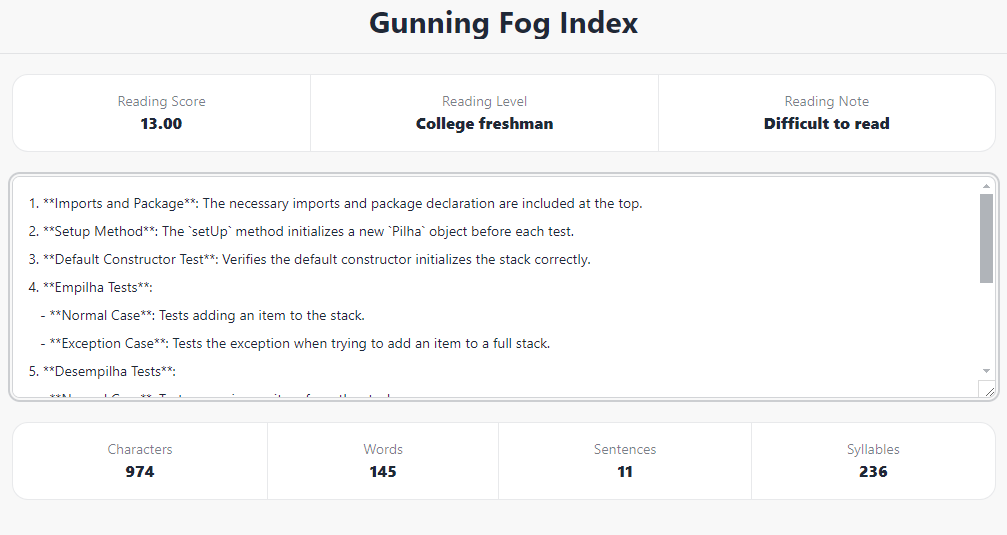 Gunning Fog Index
Reading Score
13.00
Reading Level
College freshman
Reading Note
Difficult to read
1. **Imports and Package**: The necessary imports and package declaration are included at the top.
2. **Setup Method**: The `setUp` method initializes a new `Pilha` object before each test.
3. **Default Constructor Test**: Verifies the default constructor initializes the stack correctly.
4. **Empilha Tests**:
- **Normal Case**: Tests adding an item to the stack.
- **Exception Case**: Tests the exception when trying to add an item to a full stack.
5. **Desempilha Tests**:
Characters
974
Words
145
Sentences
11
Syllables
236